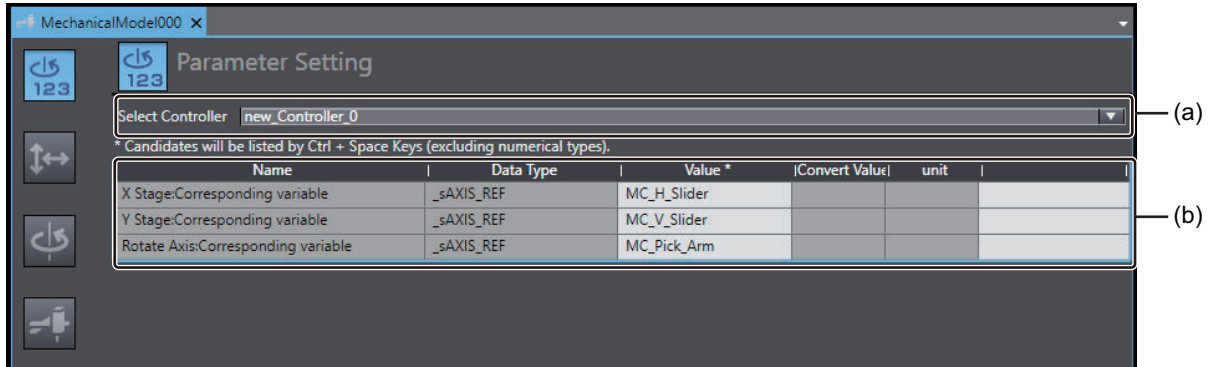 MechanicalModel000
123
123
Parameter Setting
Select Controller new_Controller_0
(a)
* Candidates will be listed by Ctrl + Space Keys (excluding numerical types).
Name Data Type Value * Convert Value unit
X Stage:Corresponding variable _sAXIS_REF MC_H_Slider
Y Stage:Corresponding variable _sAXIS_REF MC_V_Slider
(b)
Rotate Axis:Corresponding variable _sAXIS_REF MC_Pick_Arm